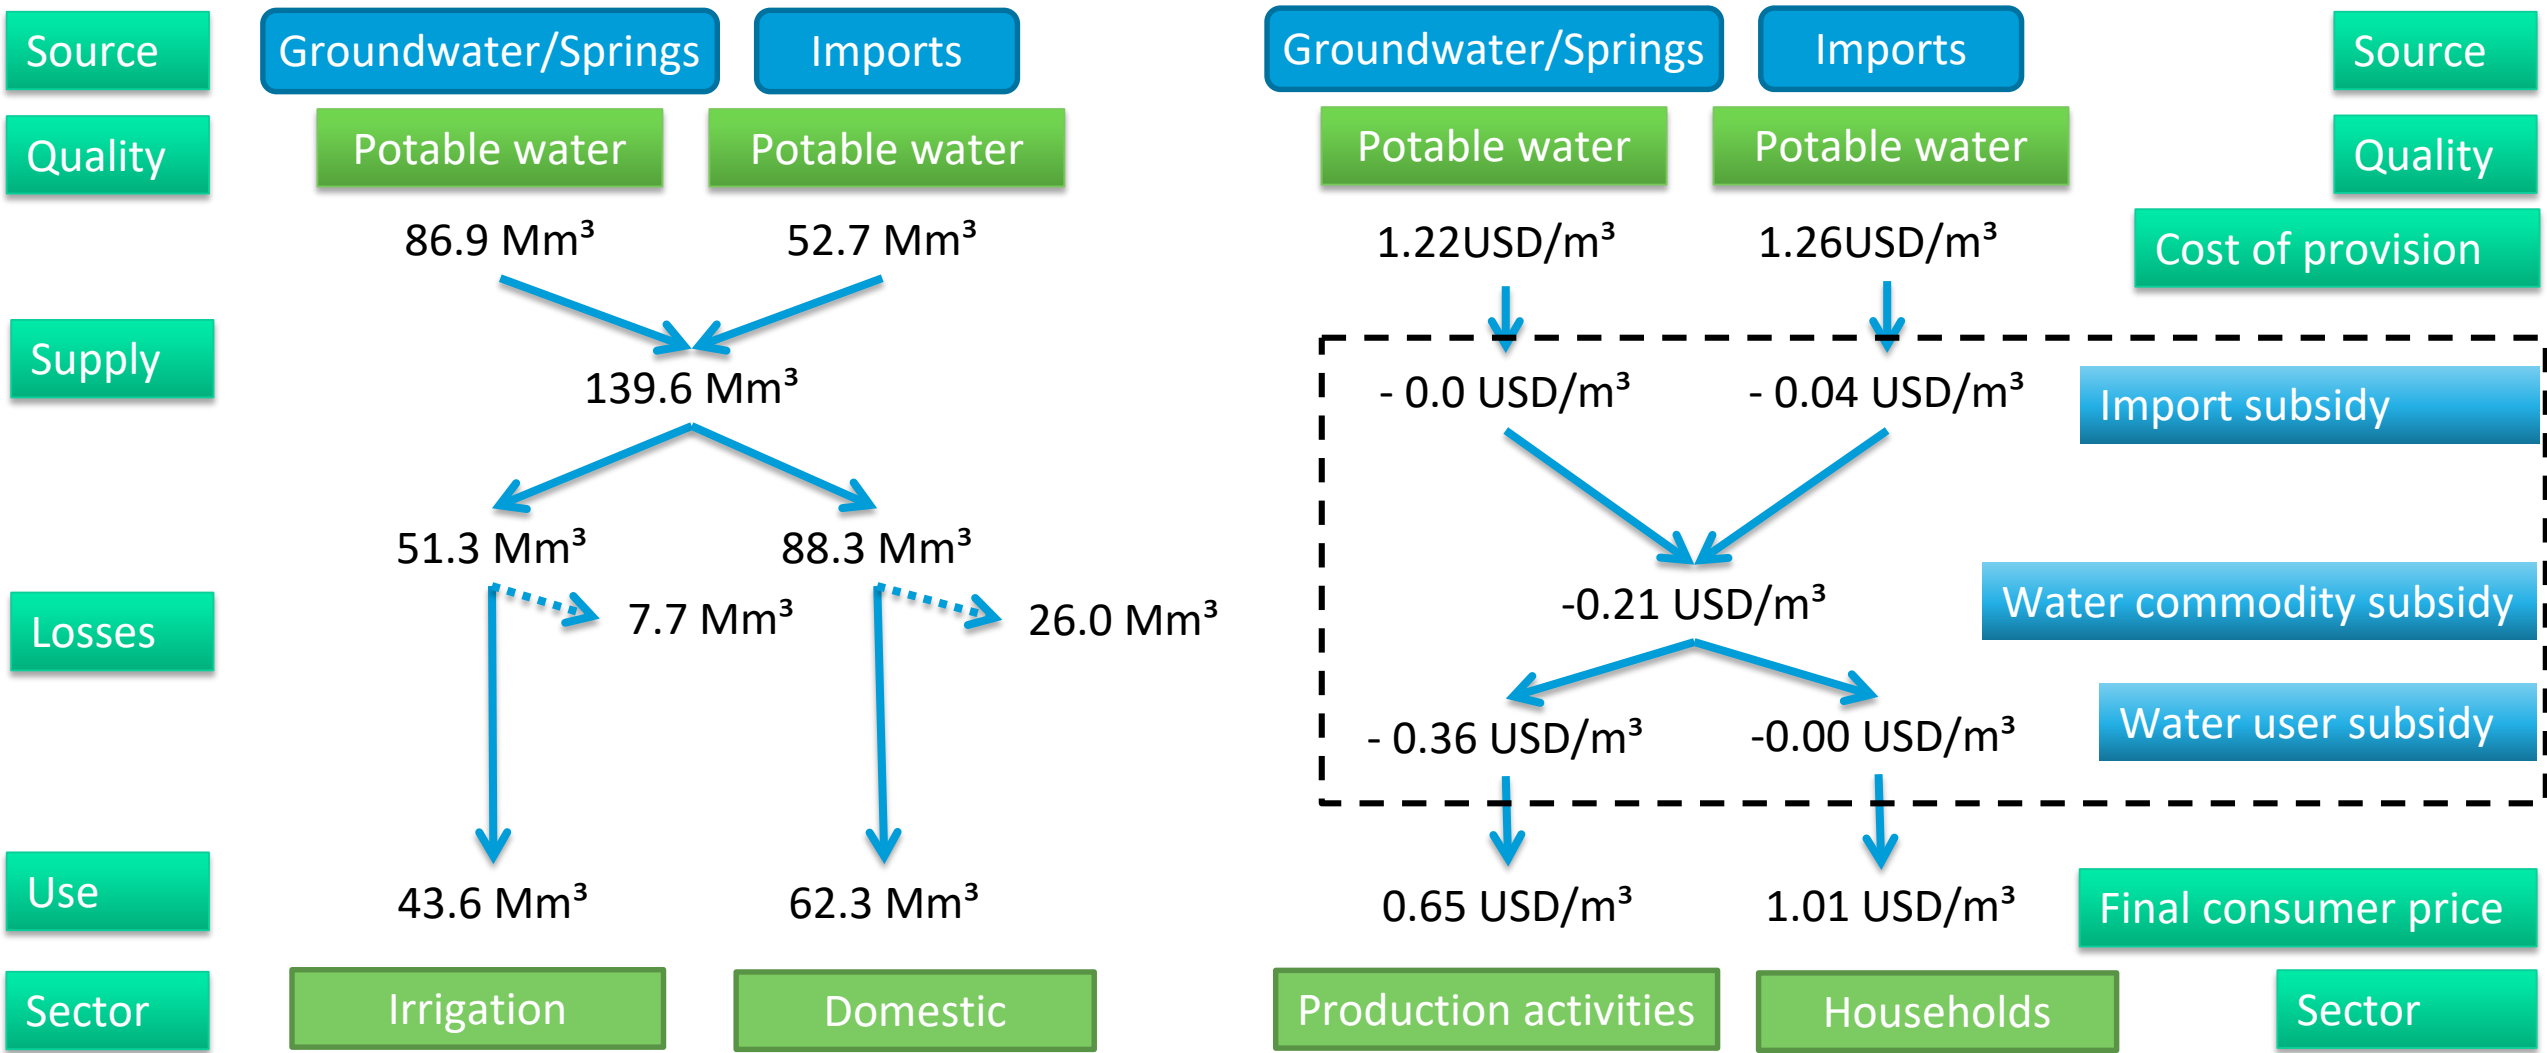 Source
Groundwater/Springs
Imports
Groundwater/Springs
Imports
Source
Quality
Potable water
Potable water
Potable water
Potable water
Quality
86.9 Mm³
52.7 Mm³
1.22USD/m³
1.26USD/m³
Cost of provision
Supply
139.6 Mm³
- 0.0 USD/m³
- 0.04 USD/m³
Import subsidy
51.3 Mm³
88.3 Mm³
Losses
7.7 Mm³
26.0 Mm³
-0.21 USD/m³
Water commodity subsidy
- 0.36 USD/m³
-0.00 USD/m³
Water user subsidy
Use
43.6 Mm³
62.3 Mm³
0.65 USD/m³
1.01 USD/m³
Final consumer price
Sector
Irrigation
Domestic
Production activities
Households
Sector